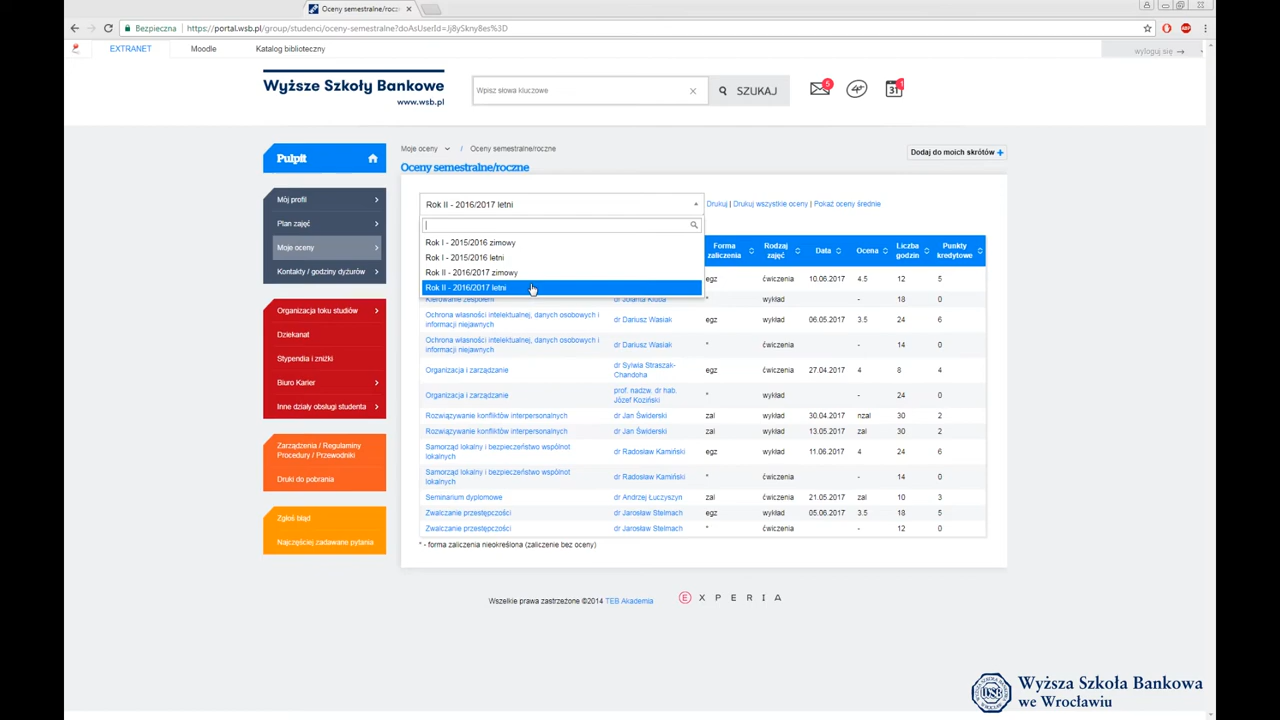 Oceny semestralne/roczn
Bezpieczna
https://portal.wsb.pl/group/studenci/oceny-semestralne?doAsUserId=Jj8ySkny8es%3D
EXTRANET
Moodle
Katalog biblioteczny
wyloguj się →
Wyższe Szkoły Bankowe
www.wsb.pl
Wpisz słowa kluczowe
SZUKAJ
5
31
1
Pulpit
Mój profil
Plan zajęć
Moje oceny
Kontakty / godziny dyżurów
Organizacja toku studiów
Dziekanat
Stypendia i zniżki
Biuro Karier
Inne działy obsługi studenta
Zarządzenia / Regulaminy
Procedury / Przewodniki
Druki do pobrania
Zgłoś błąd
Najczęściej zadawane pytania
Moje oceny / Oceny semestralne/roczne
Dodaj do moich skrótów +
Oceny semestralne/roczne
Rok II - 2016/2017 letni
Drukuj | Drukuj wszystkie oceny | Pokaż oceny średnie
Rok I - 2015/2016 zimowy
Rok I - 2015/2016 letni
Rok II - 2016/2017 zimowy
Rok II - 2016/2017 letni
Forma zaliczenia Rodzaj zajęć Data Ocena Liczba godzin Punkty kredytowe
egz ćwiczenia 10.06.2017 4.5 12 5
Kierowanie zespołem dr Jolanta Kluba * wykład - 18 0
Ochrona własności intelektualnej, danych osobowych i
informacji niejawnych dr Dariusz Wasiak egz wykład 06.05.2017 3.5 24 6
Ochrona własności intelektualnej, danych osobowych i
informacji niejawnych dr Dariusz Wasiak * ćwiczenia - 14 0
Organizacja i zarządzanie dr Sylwia Straszak-
Chandoha egz ćwiczenia 27.04.2017 4 8 4
Organizacja i zarządzanie prof. nadzw. dr hab.
Józef Koziński * wykład - 24 0
Rozwiązywanie konfliktów interpersonalnych dr Jan Świderski zal wykład 30.04.2017 nzal 30 2
Rozwiązywanie konfliktów interpersonalnych dr Jan Świderski zal wykład 13.05.2017 zal 30 2
Samorząd lokalny i bezpieczeństwo wspólnot
lokalnych dr Radosław Kamiński egz wykład 11.06.2017 4 24 6
Samorząd lokalny i bezpieczeństwo wspólnot
lokalnych dr Radosław Kamiński * ćwiczenia - 14 0
Seminarium dyplomowe dr Andrzej Łuczyszyn zal ćwiczenia 21.05.2017 zal 10 3
Zwalczanie przestępczości dr Jarosław Stelmach egz wykład 05.06.2017 3.5 18 5
Zwalczanie przestępczości dr Jarosław Stelmach * ćwiczenia - 12 0
* - forma zaliczenia nieokreślona (zaliczenie bez oceny)
Wszelkie prawa zastrzeżone ©2014 TEB Akademia
EXPERIA
WSB
Wyższa Szkoła Bankowa
we Wrocławiu